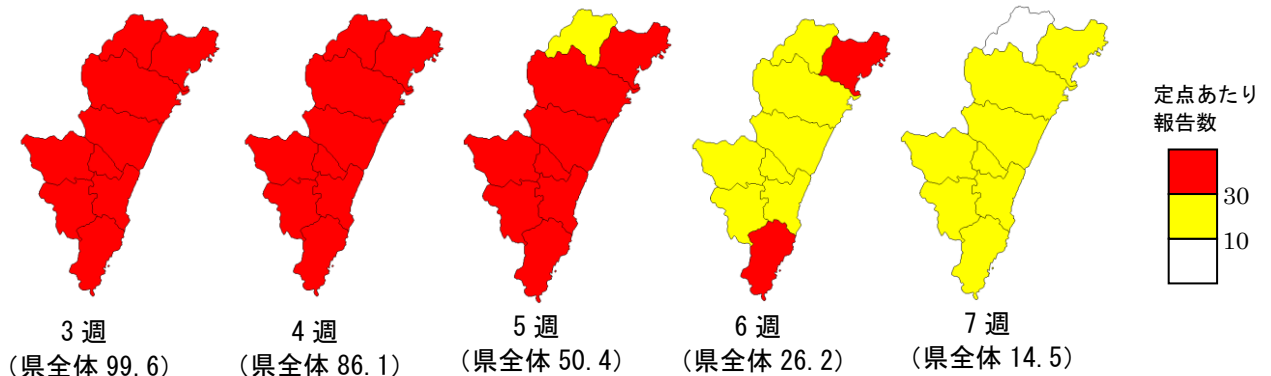 定点あたり
報告数
30
10
3 週
(県全体 99.6)
4 週
(県全体 86.1)
5 週
(県全体 50.4)
6 週
(県全体 26.2)
7 週
(県全体 14.5)